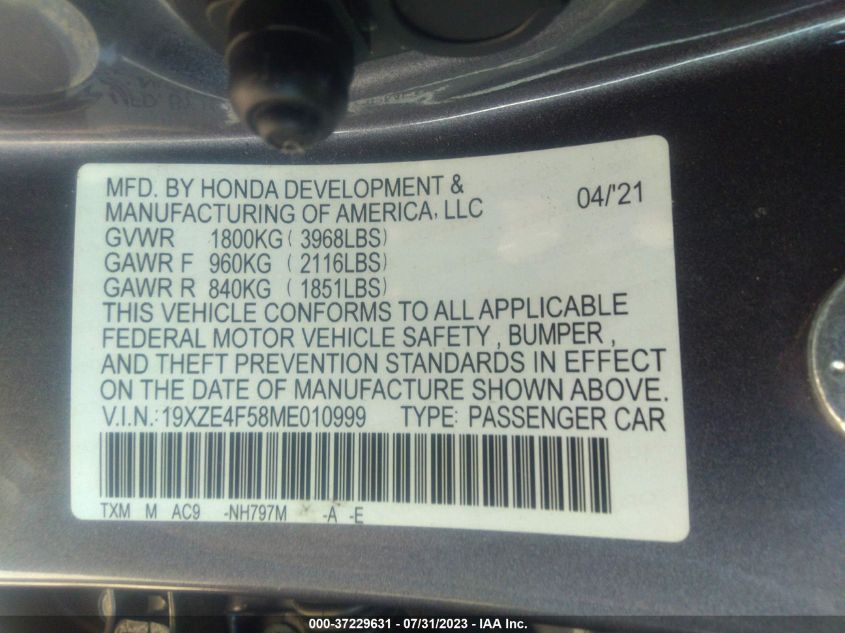 MFD. BY HONDA DEVELOPMENT &
MANUFACTURING OF AMERICA, LLC 04/'21
GVWR 1800KG ( 3968LBS)
GAWR F 960KG ( 2116LBS)
GAWR R 840KG ( 1851LBS)
THIS VEHICLE CONFORMS TO ALL APPLICABLE
FEDERAL MOTOR VEHICLE SAFETY , BUMPER ,
AND THEFT PREVENTION STANDARDS IN EFFECT
ON THE DATE OF MANUFACTURE SHOWN ABOVE.
V.I.N.: 19XZE4F58ME010999 TYPE: PASSENGER CAR
TXM M AC9 -NH797M -A -E
000-37229631 - 07/31/2023 - IAA Inc.